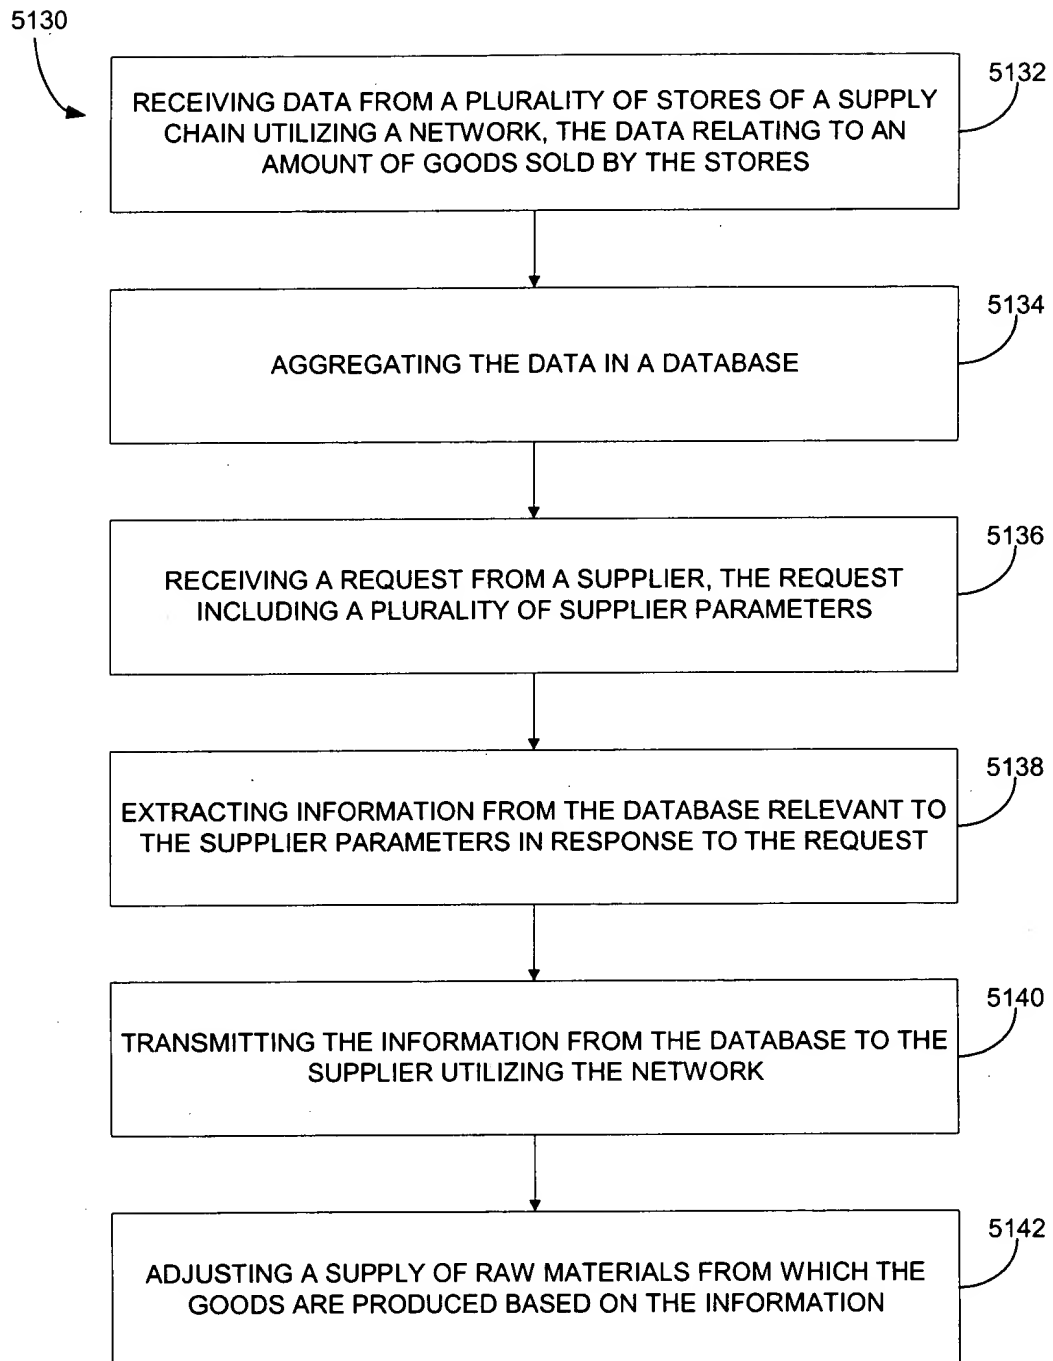 5130
5132
RECEIVING DATA FROM A PLURALITY OF STORES OF A SUPPLY
CHAIN UTILIZING A NETWORK, THE DATA RELATING TO AN
AMOUNT OF GOODS SOLD BY THE STORES
5134
AGGREGATING THE DATA IN A DATABASE
5136
RECEIVING A REQUEST FROM A SUPPLIER, THE REQUEST
INCLUDING A PLURALITY OF SUPPLIER PARAMETERS
5138
EXTRACTING INFORMATION FROM THE DATABASE RELEVANT TO
THE SUPPLIER PARAMETERS IN RESPONSE TO THE REQUEST
5140
TRANSMITTING THE INFORMATION FROM THE DATABASE TO THE
SUPPLIER UTILIZING THE NETWORK
5142
ADJUSTING A SUPPLY OF RAW MATERIALS FROM WHICH THE
GOODS ARE PRODUCED BASED ON THE INFORMATION